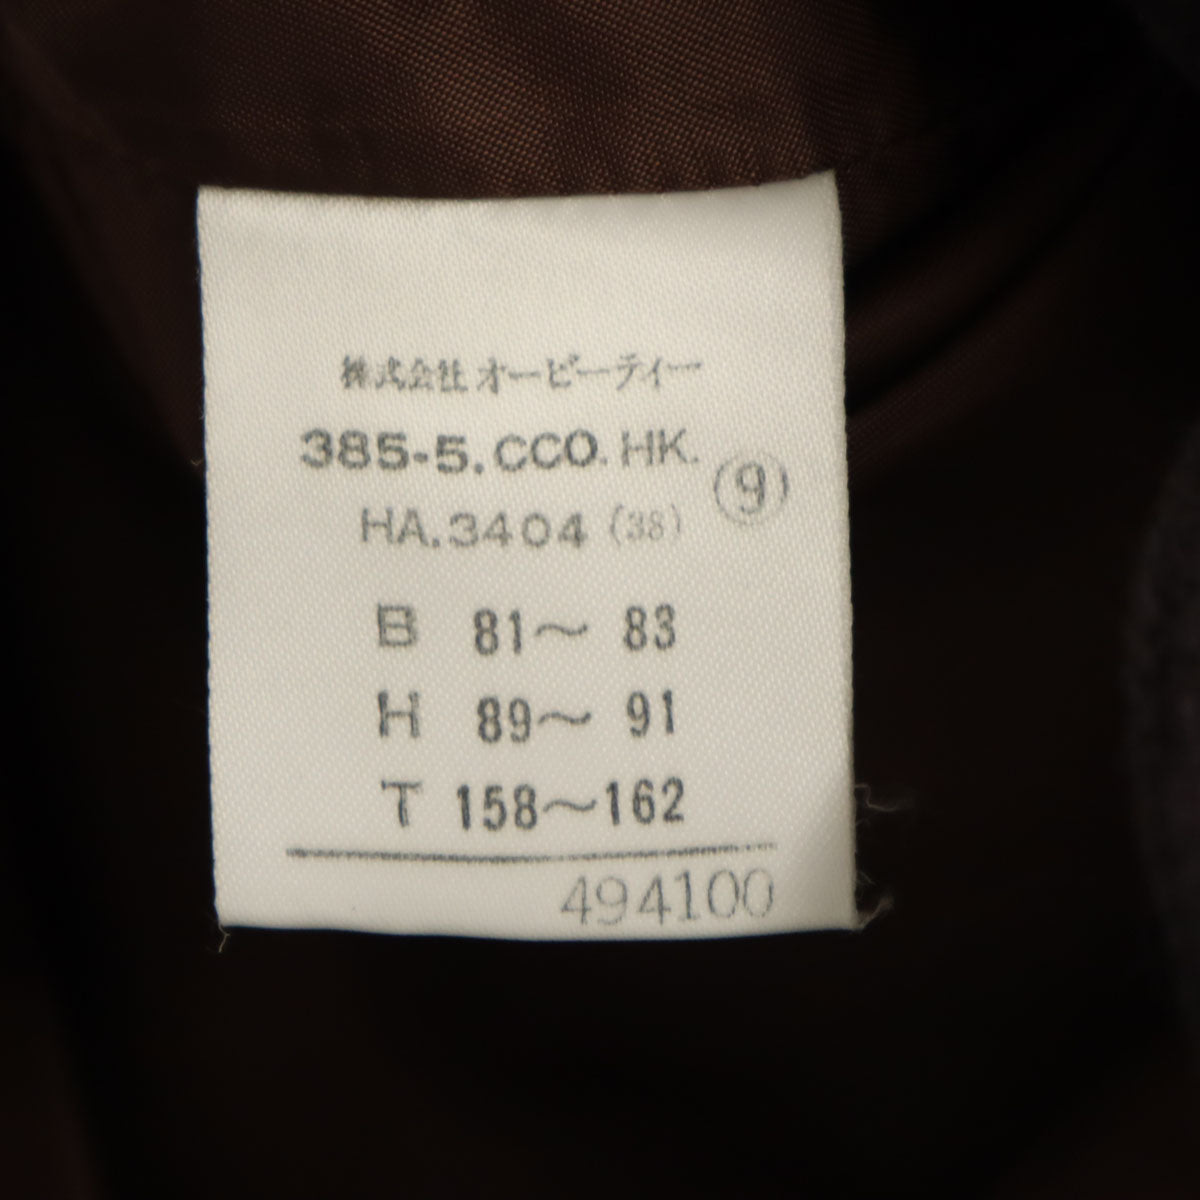 株式会社オービーティー
385-5.CCO.HK.
⑨
HA.3404 (38)
B 81〜 83
H 89〜 91
T 158〜162
494100